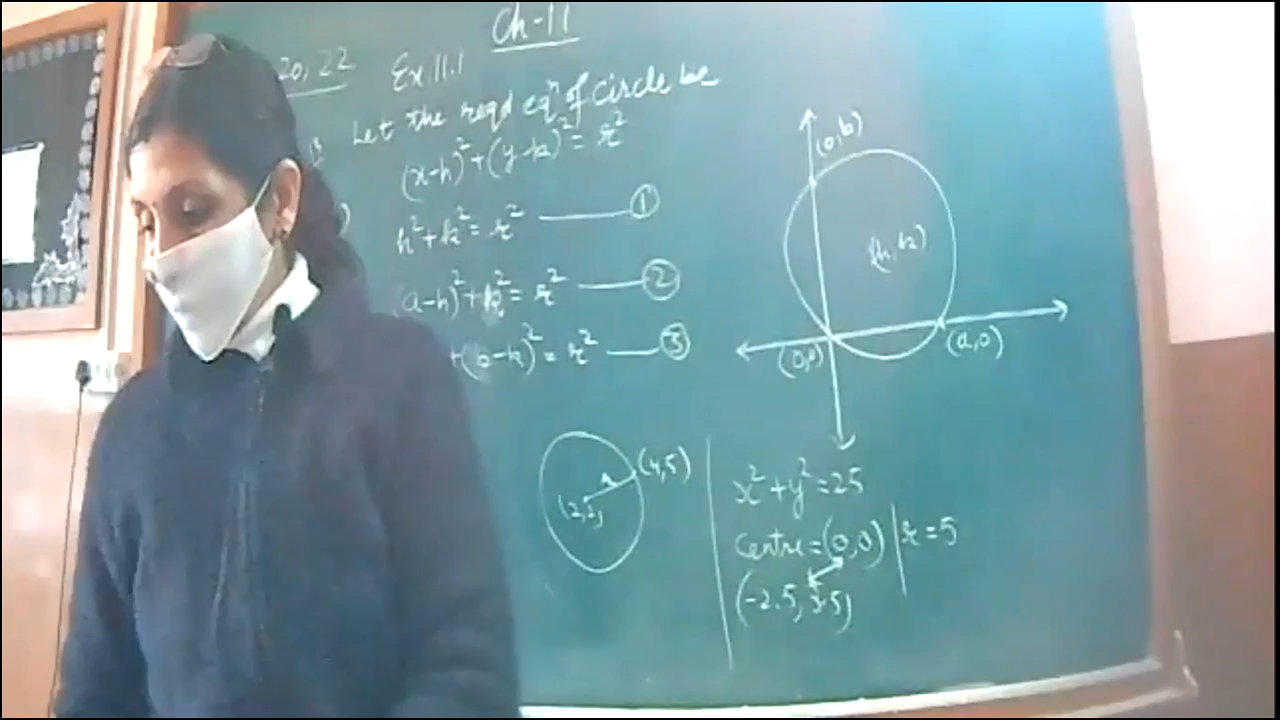 Ch-11
20, 22 Ex.11.1
Let the reqd eqⁿ of circle be
(x-h)²+(y-k)²=r²
h²+k²=r² ①
(a-h)²+k²=r² ②
+(b-k)²=r² ③
(0,b)
(h,k)
(0,0)
(a,0)
(4,5)
r
(2,2)
x²+y²=25
Centre=(0,0) | r=5
(-2.5, 3.5)